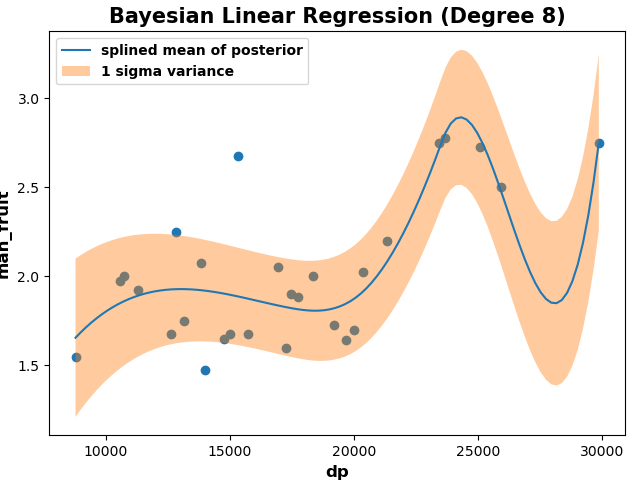 Bayesian Linear Regression (Degree 8)
splined mean of posterior
1 sigma variance
3.0
2.5
2.0
1.5
man_fruit
10000
15000
20000
25000
30000
dp